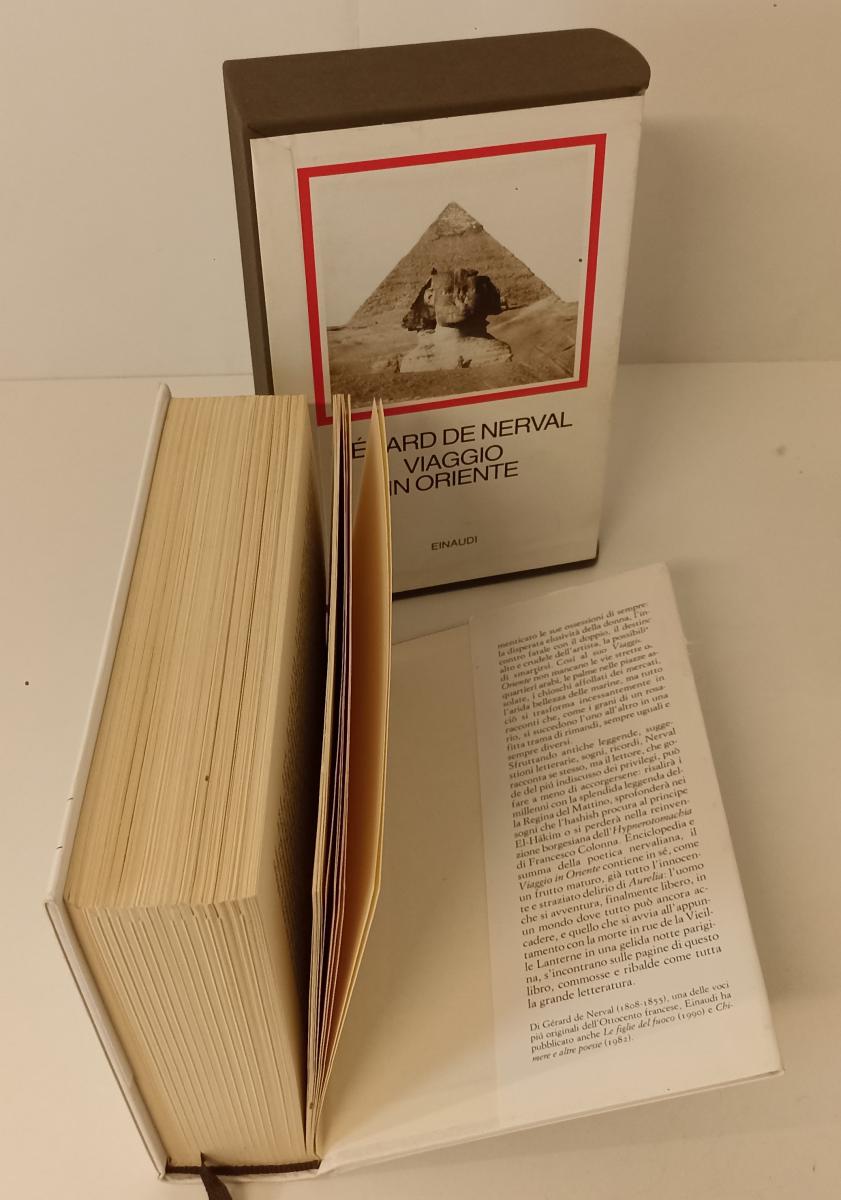 ÉRARD DE NERVAL
VIAGGIO
IN ORIENTE
EINAUDI
menticato le sue ossessioni di sempre:
la disperata elusività della donna, l'in-
contro fatale con il doppio, il destino
alto e crudele dell'artista, la possibili-
di smarrirsi. Così al suo Viaggio
Oriente non mancano le vie strette
quartieri arabi, le palme nelle piazze as-
solate, i chioschi affollati dei mercati,
l'arida bellezza delle marine, ma tutto
ciò si trasforma incessantemente in
racconti che, come i grani di un rosa-
rio, si succedono l'uno all'altro in una
fitta trama di rimandi, sempre uguali e
sempre diversi.
Sfruttando antiche leggende, sugge-
stioni letterarie, sogni, ricordi, Nerval
racconta se stesso, ma il lettore, che go-
de del piú indiscusso dei privilegi, può
fare a meno di accorgersene: risalirà i
millenni con la splendida leggenda del-
la Regina del Mattino, sprofonderà nei
sogni che l'hashish procura al principe
El-Hâkim o si perderà nella reinven-
zione borgesiana dell'Hypnerotomachia
di Francesco Colonna. Enciclopedia e
summa della poetica nervaliana, il
Viaggio in Oriente contiene in sé, come
un frutto maturo, già tutto l'innocen-
te e straziato delirio di Aurelia: l'uomo
che si avventura, finalmente libero, in
un mondo dove tutto può ancora ac-
cadere, e quello che si avvia all'appun-
tamento con la morte in rue de la Vieil-
le Lanterne in una gelida notte parigi-
na, s'incontrano sulle pagine di questo
libro, commosse e ribalde come tutta
la grande letteratura.
Di Gérard de Nerval (1808-1855), una delle voci
piú originali dell'Ottocento francese, Einaudi ha
pubblicato anche Le figlie del fuoco (1990) e Chi-
mere e altre poesie (1982).